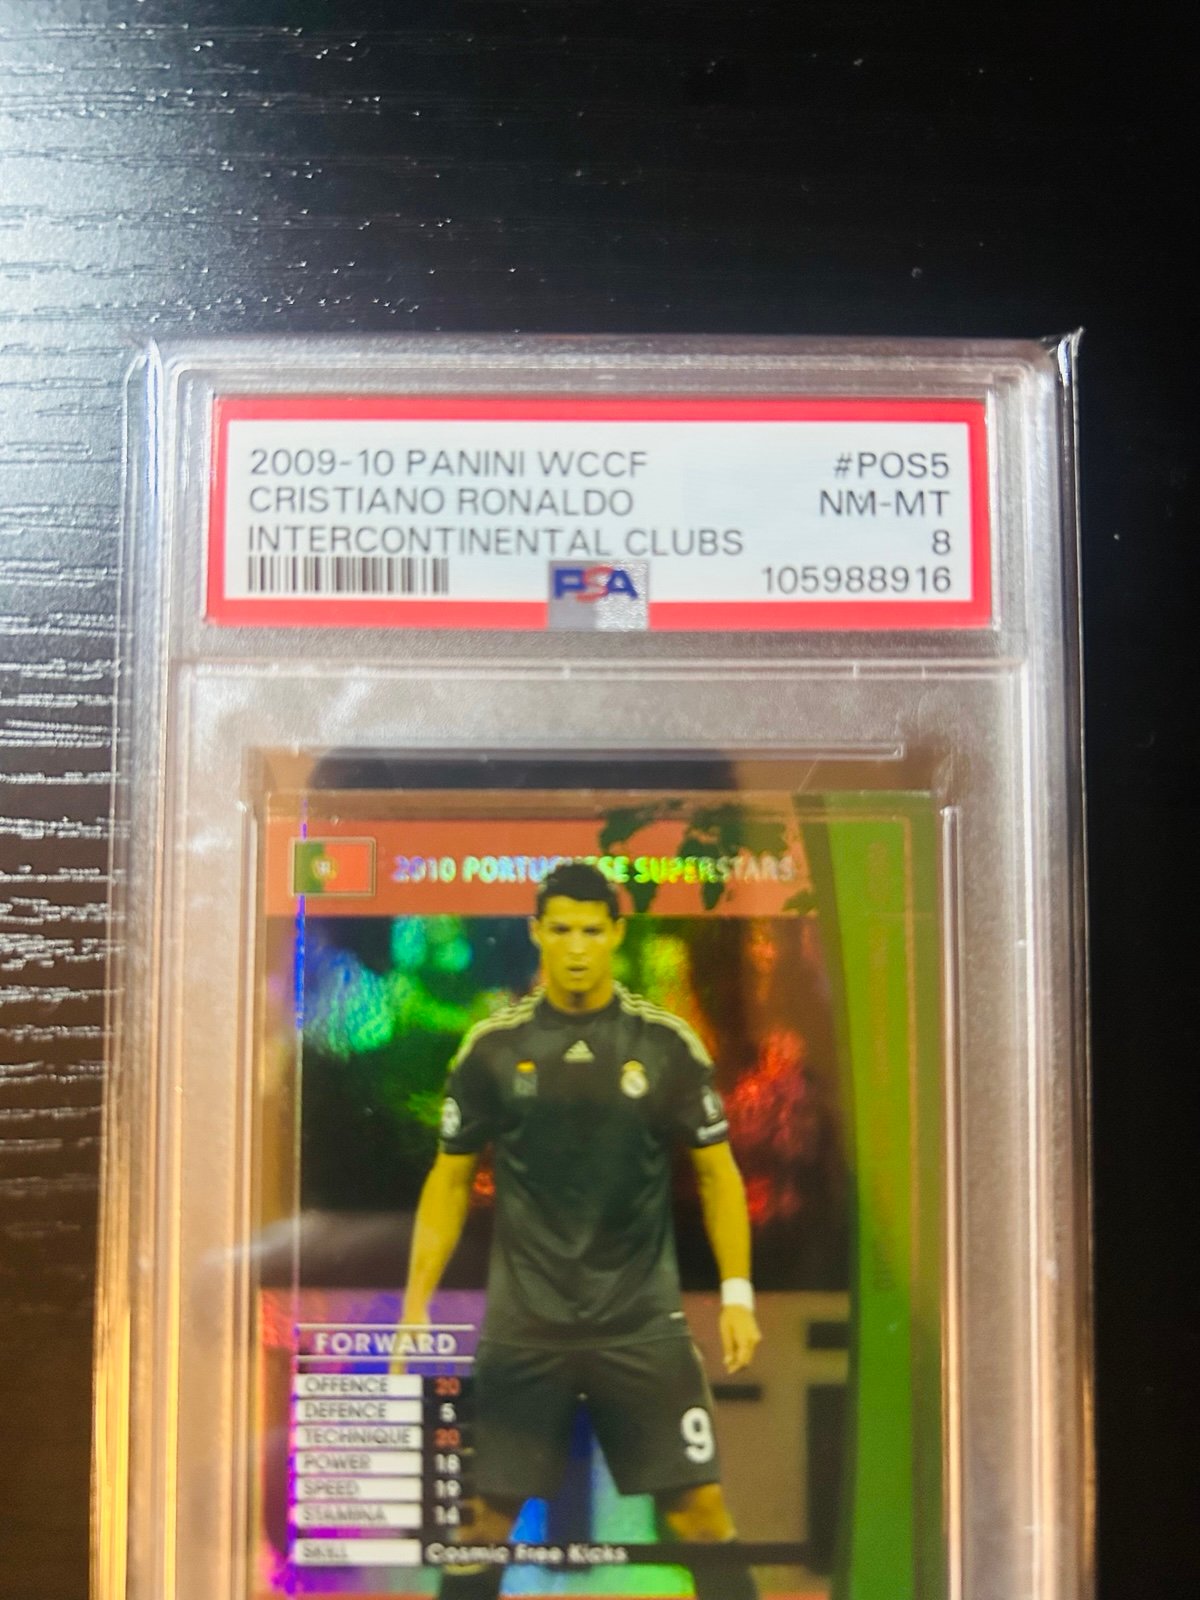 2009-10 PANINI WCCF #POS5
CRISTIANO RONALDO NM-MT
INTERCONTINENTAL CLUBS 8
PSA 105988916
2010 PORTUGUESE SUPERSTARS
FORWARD
OFFENCE 20
DEFENCE 5
TECHNIQUE 20
POWER 18
SPEED 19
STAMINA 14
SKILL Cosmic Free Kicks
9